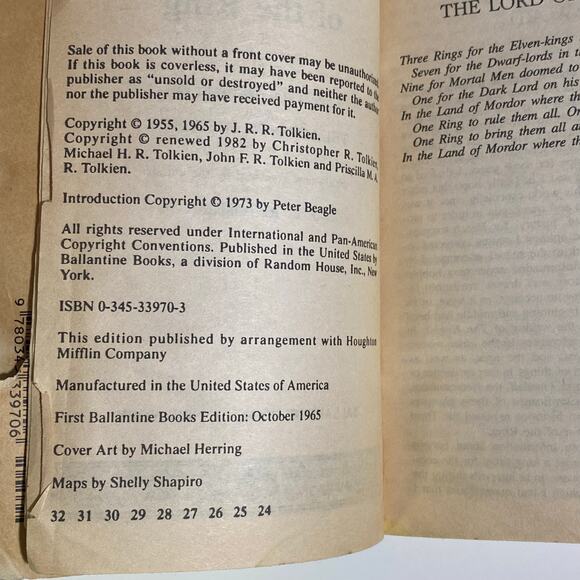 Sale of this book without a front cover may be unauthorized.
If this book is coverless, it may have been reported to the
publisher as “unsold or destroyed” and neither the author
nor the publisher may have received payment for it.
Copyright © 1955, 1965 by J. R. R. Tolkien.
Copyright © renewed 1982 by Christopher R. Tolkien,
Michael H. R. Tolkien, John F. R. Tolkien and Priscilla M. A.
R. Tolkien.
Introduction Copyright © 1973 by Peter Beagle
All rights reserved under International and Pan-American
Copyright Conventions. Published in the United States by
Ballantine Books, a division of Random House, Inc., New
York.
ISBN 0-345-33970-3
This edition published by arrangement with Houghton
Mifflin Company
Manufactured in the United States of America
First Ballantine Books Edition: October 1965
Cover Art by Michael Herring
Maps by Shelly Shapiro
32 31 30 29 28 27 26 25 24
9 780345 339706
THE LORD
Three Rings for the Elven-kings
Seven for the Dwarf-lords in
Nine for Mortal Men doomed to
One for the Dark Lord on his
In the Land of Mordor where the
One Ring to rule them all. On
One Ring to bring them all a
In the Land of Mordor where th